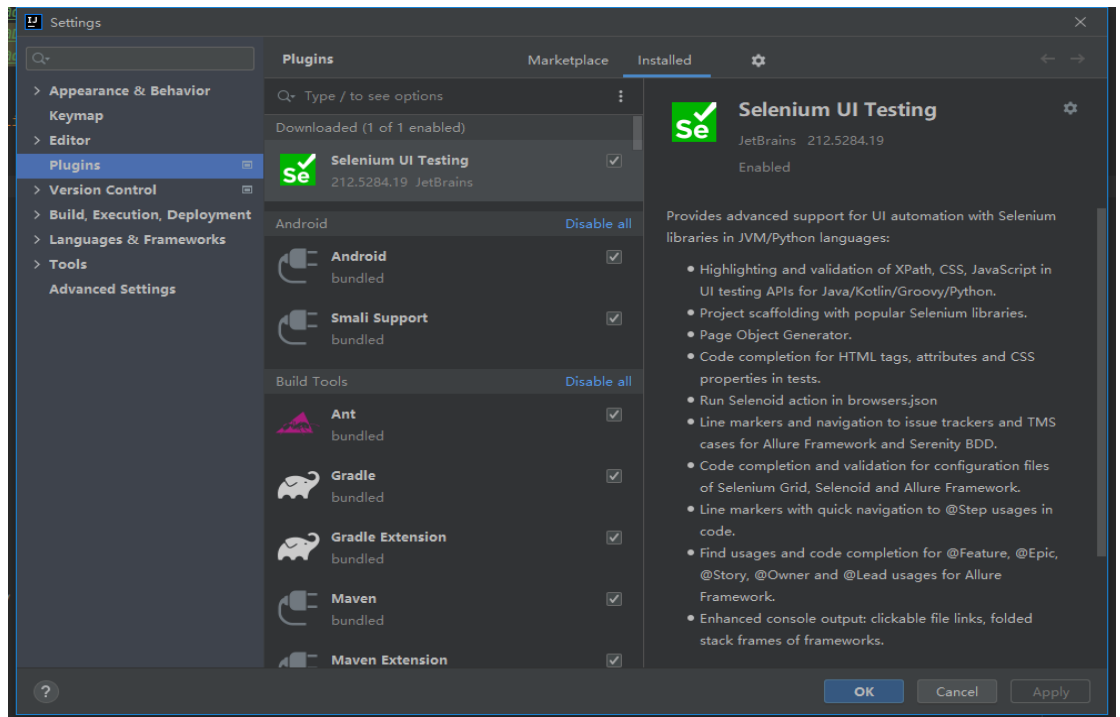 Settings
Plugins
Marketplace
Installed
Appearance & Behavior
Keymap
Editor
Plugins
Version Control
Build, Execution, Deployment
Languages & Frameworks
Tools
Advanced Settings
Type / to see options
Downloaded (1 of 1 enabled)
Selenium UI Testing
212.5284.19 JetBrains
Android
Disable all
Android
bundled
Smali Support
bundled
Build Tools
Disable all
Ant
bundled
Gradle
bundled
Gradle Extension
bundled
Maven
bundled
Maven Extension
Se
Se
Selenium UI Testing
JetBrains 212.5284.19
Enabled
Provides advanced support for UI automation with Selenium
libraries in JVM/Python languages:
• Highlighting and validation of XPath, CSS, JavaScript in
UI testing APIs for Java/Kotlin/Groovy/Python.
• Project scaffolding with popular Selenium libraries.
• Page Object Generator.
• Code completion for HTML tags, attributes and CSS
properties in tests.
• Run Selenoid action in browsers.json
• Line markers and navigation to issue trackers and TMS
cases for Allure Framework and Serenity BDD.
• Code completion and validation for configuration files
of Selenium Grid, Selenoid and Allure Framework.
• Line markers with quick navigation to @Step usages in
code.
• Find usages and code completion for @Feature, @Epic,
@Story, @Owner and @Lead usages for Allure
Framework.
• Enhanced console output: clickable file links, folded
stack frames of frameworks.
?
OK
Cancel
Apply